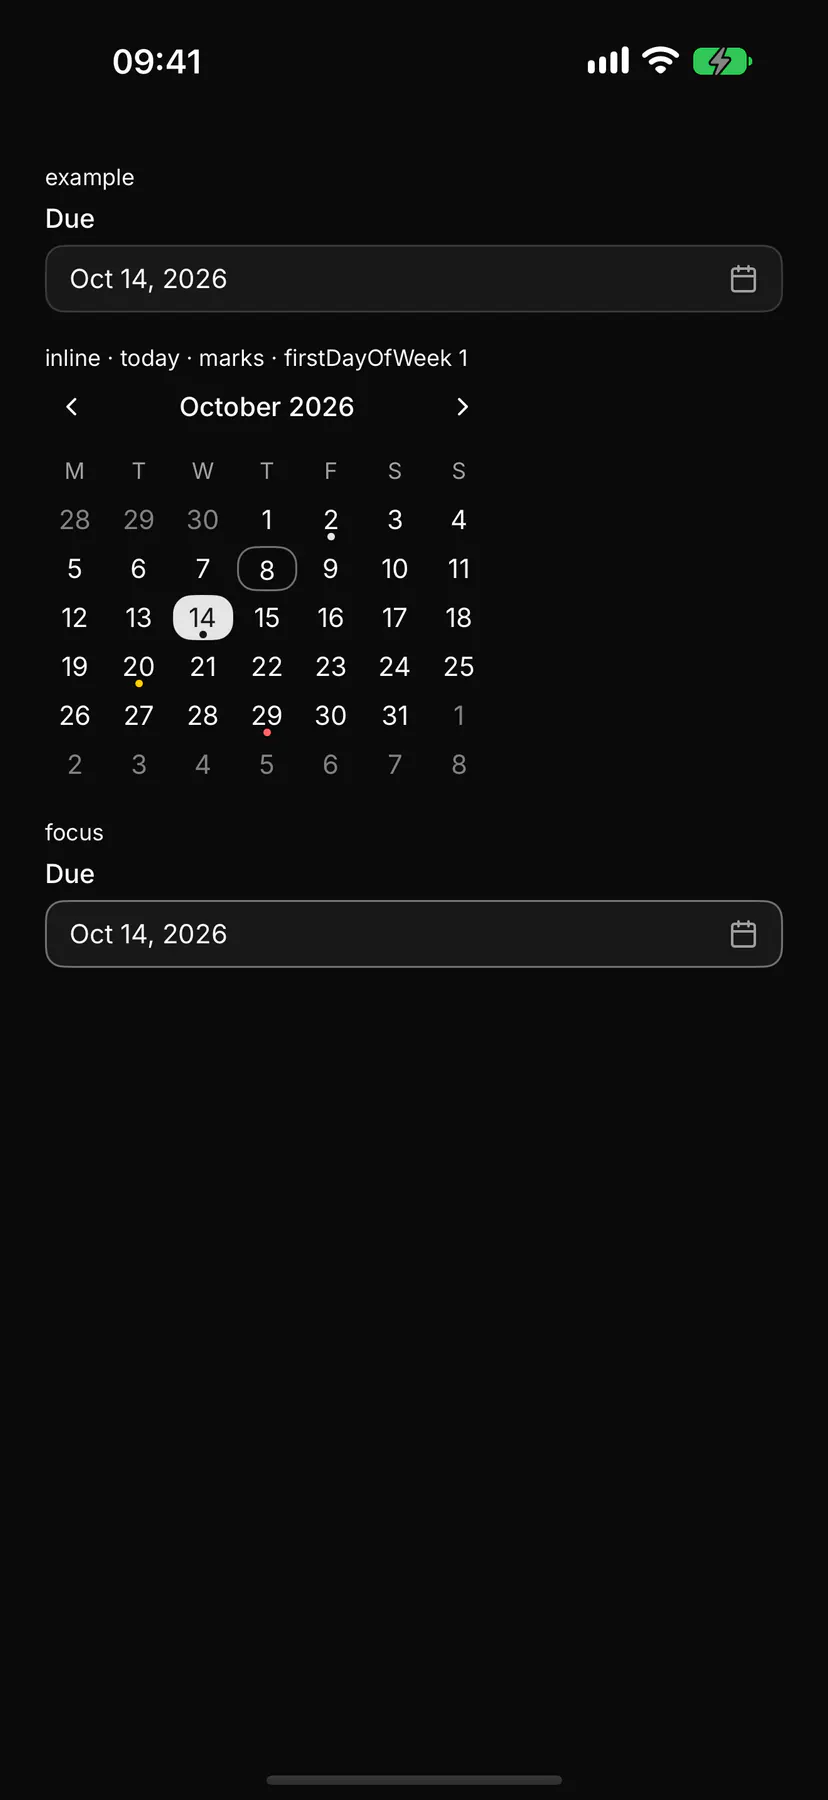 09:41
example
Due
Oct 14, 2026
inline · today · marks · firstDayOfWeek 1
October 2026
M T W T F S S
28 29 30 1 2 3 4
5 6 7 8 9 10 11
12 13 14 15 16 17 18
19 20 21 22 23 24 25
26 27 28 29 30 31 1
2 3 4 5 6 7 8
focus
Due
Oct 14, 2026